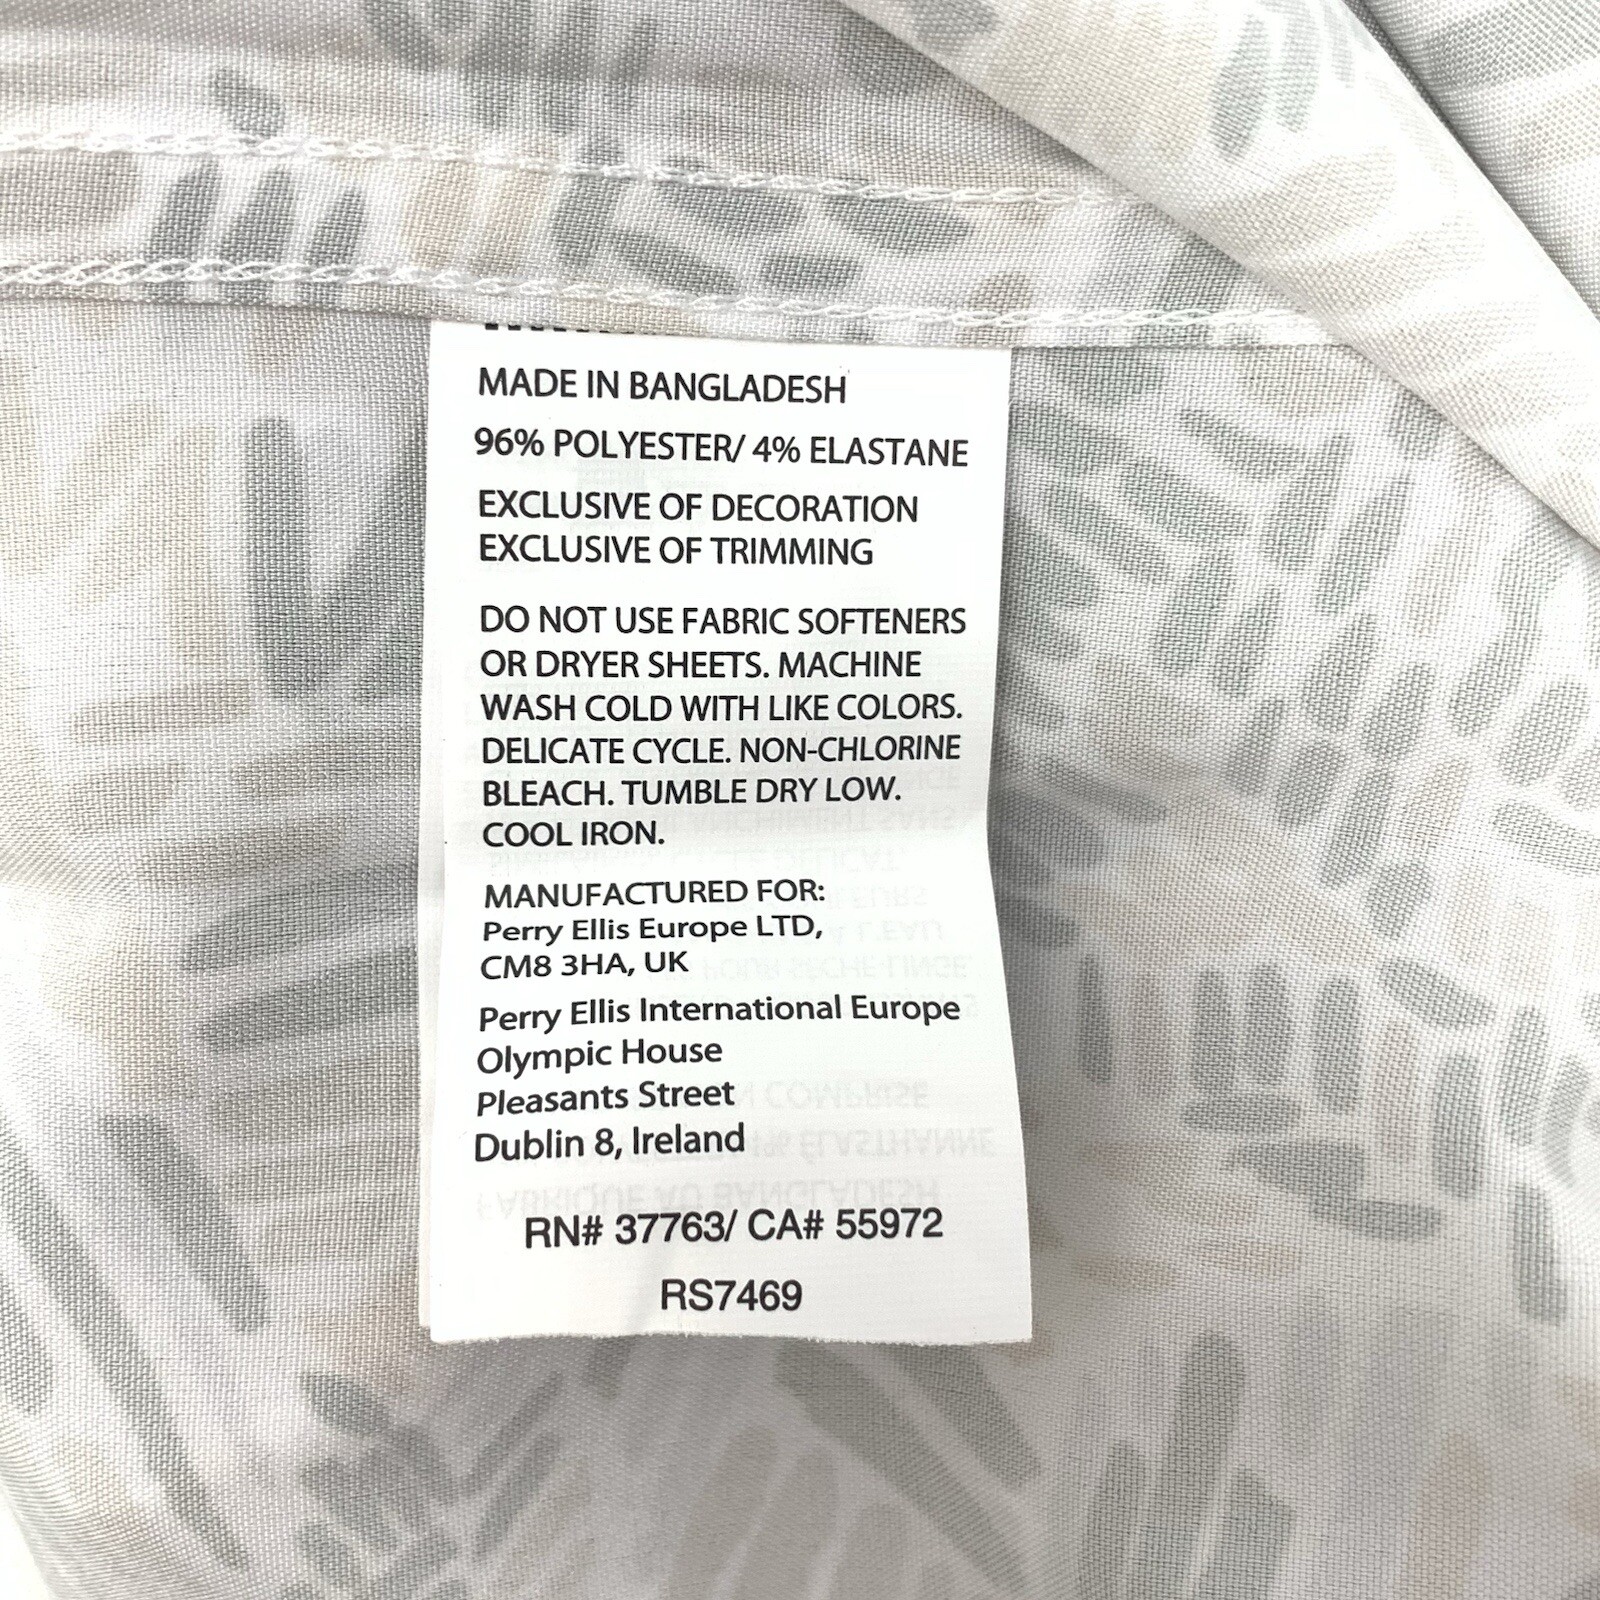 MADE IN BANGLADESH
96% POLYESTER/ 4% ELASTANE
EXCLUSIVE OF DECORATION
EXCLUSIVE OF TRIMMING
DO NOT USE FABRIC SOFTENERS
OR DRYER SHEETS. MACHINE
WASH COLD WITH LIKE COLORS.
DELICATE CYCLE. NON-CHLORINE
BLEACH. TUMBLE DRY LOW.
COOL IRON.
MANUFACTURED FOR:
Perry Ellis Europe LTD,
CM8 3HA, UK
Perry Ellis International Europe
Olympic House
Pleasants Street
Dublin 8, Ireland
RN# 37763/ CA# 55972
RS7469